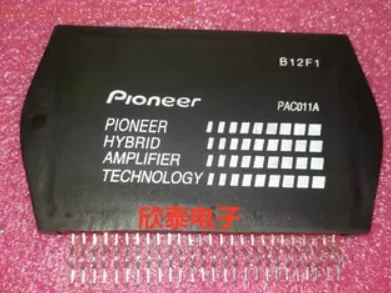 B12F1
Pioneer
PAC011A
PIONEER
HYBRID
AMPLIFIER
TECHNOLOGY
欣泰电子